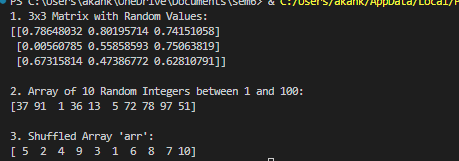 PS C:\Users\akank\OneDrive\Documents\sem6> & C:/Users/akank/AppData/Local/P
1. 3x3 Matrix with Random Values:
[[0.78648032 0.80195714 0.74151058]
 [0.00560785 0.55858593 0.75063819]
 [0.67315814 0.47386772 0.62810791]]
2. Array of 10 Random Integers between 1 and 100:
[37 91  1 36 13  5 72 78 97 51]
3. Shuffled Array 'arr':
[ 5  2  4  9  3  1  6  8  7 10]